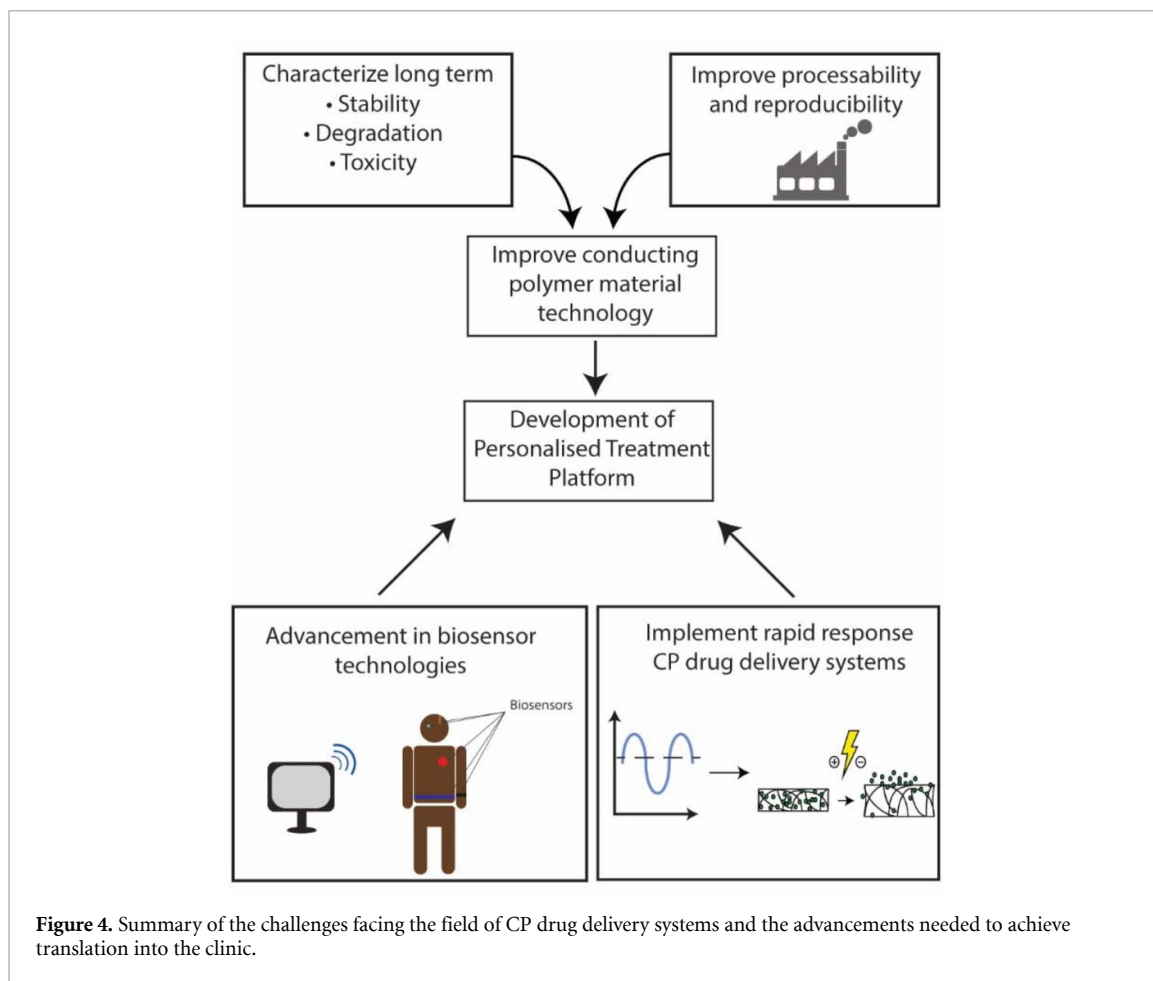 Characterize long term
• Stability
• Degradation
• Toxicity
Improve processability
and reproducibility
Improve conducting
polymer material
technology
Development of
Personalised Treatment
Platform
Advancement in biosensor
technologies
Biosensors
Implement rapid response
CP drug delivery systems
+ −
Figure 4. Summary of the challenges facing the field of CP drug delivery systems and the advancements needed to achieve
translation into the clinic.